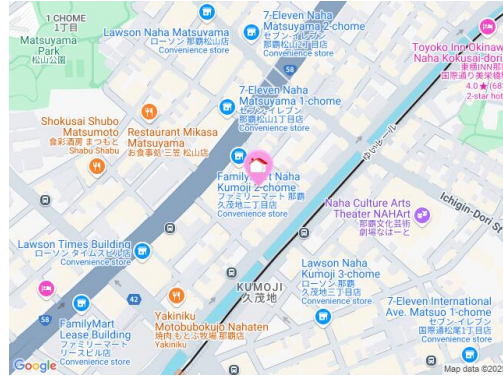 1 CHOME
1丁目
Matsuyama
Park
松山公園
Lawson Naha Matsuyama
ローソン 那覇松山店
Convenience store
7-Eleven Naha
Matsuyama 2-chome
セブン-イレブン
那覇松山2丁目店
Convenience store
58
Toyoko Inn Okinawa
Naha Kokusai-dori
東横INN那覇
国際通り美栄橋駅
4.0★(68
2-star hot
7-Eleven Naha
Matsuyama 1-chome
セブン-イレブン
那覇松山1丁目店
Convenience store
Shokusai Shubo
Matsumoto
食彩酒房 まつもと
Shabu Shabu
Restaurant Mikasa
Matsuyama
お食事処 三笠 松山店
FamilyMart Naha
Kumoji 2-chome
ファミリーマート 那覇
久茂地二丁目店
Convenience store
ゆいレール
Ichigin-Dori St
Naha Culture Arts
Theater NAHArt
那覇文化芸術
劇場なはーと
Lawson Times Building
ローソン タイムスビル店
Convenience store
KUMOJI
久茂地
Lawson Naha
Kumoji 3-chome
ローソン 那覇
久茂地三丁目店
Convenience store
42
Yakiniku
Motobubokujo Nahaten
焼肉 もとぶ牧場 那覇店
Yakiniku
7-Eleven International
Ave. Matsuo 1-chome
セブン-イレブン
国際通松尾1丁目店
Convenience store
FamilyMart
Lease Building
ファミリーマート
リースビル店
Convenience store
58
Google
Map data ©20